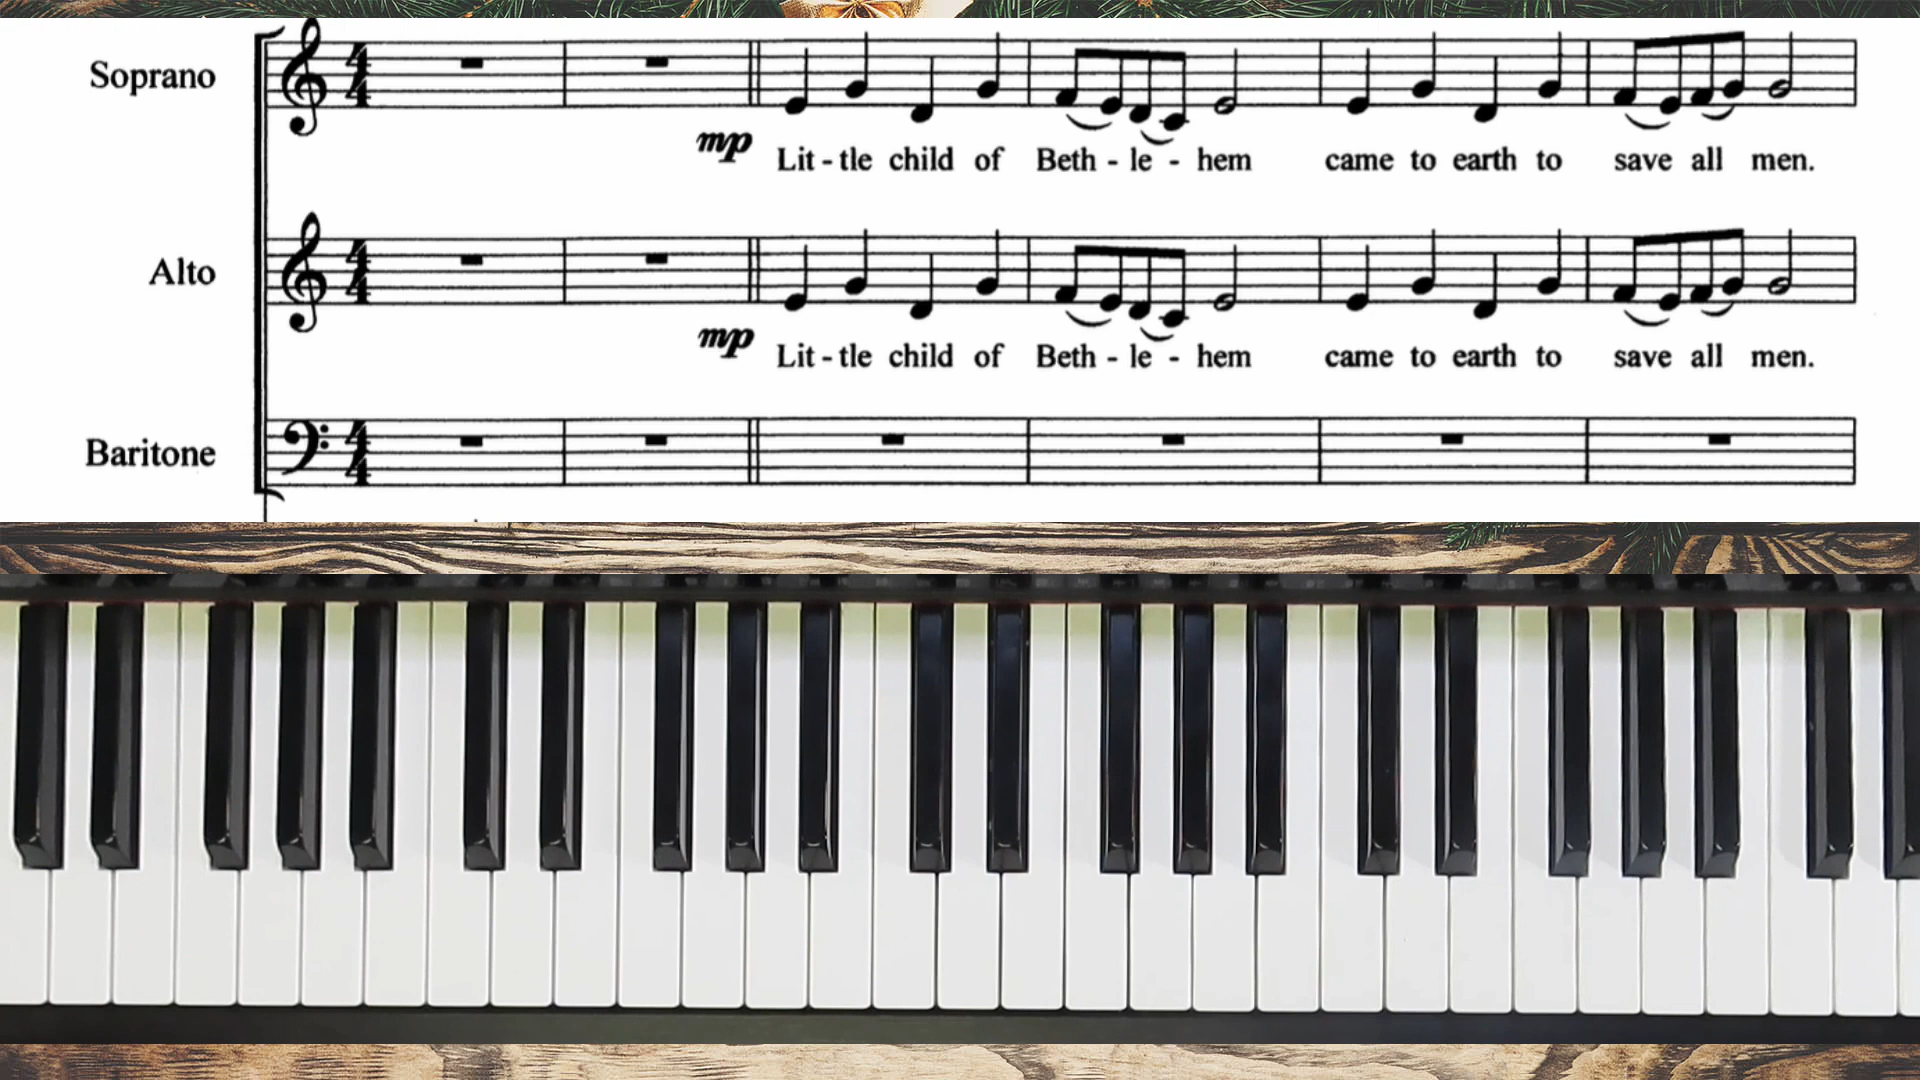 Soprano
mp Lit - tle child of Beth - le - hem came to earth to save all men.
Alto
mp Lit - tle child of Beth - le - hem came to earth to save all men.
Baritone